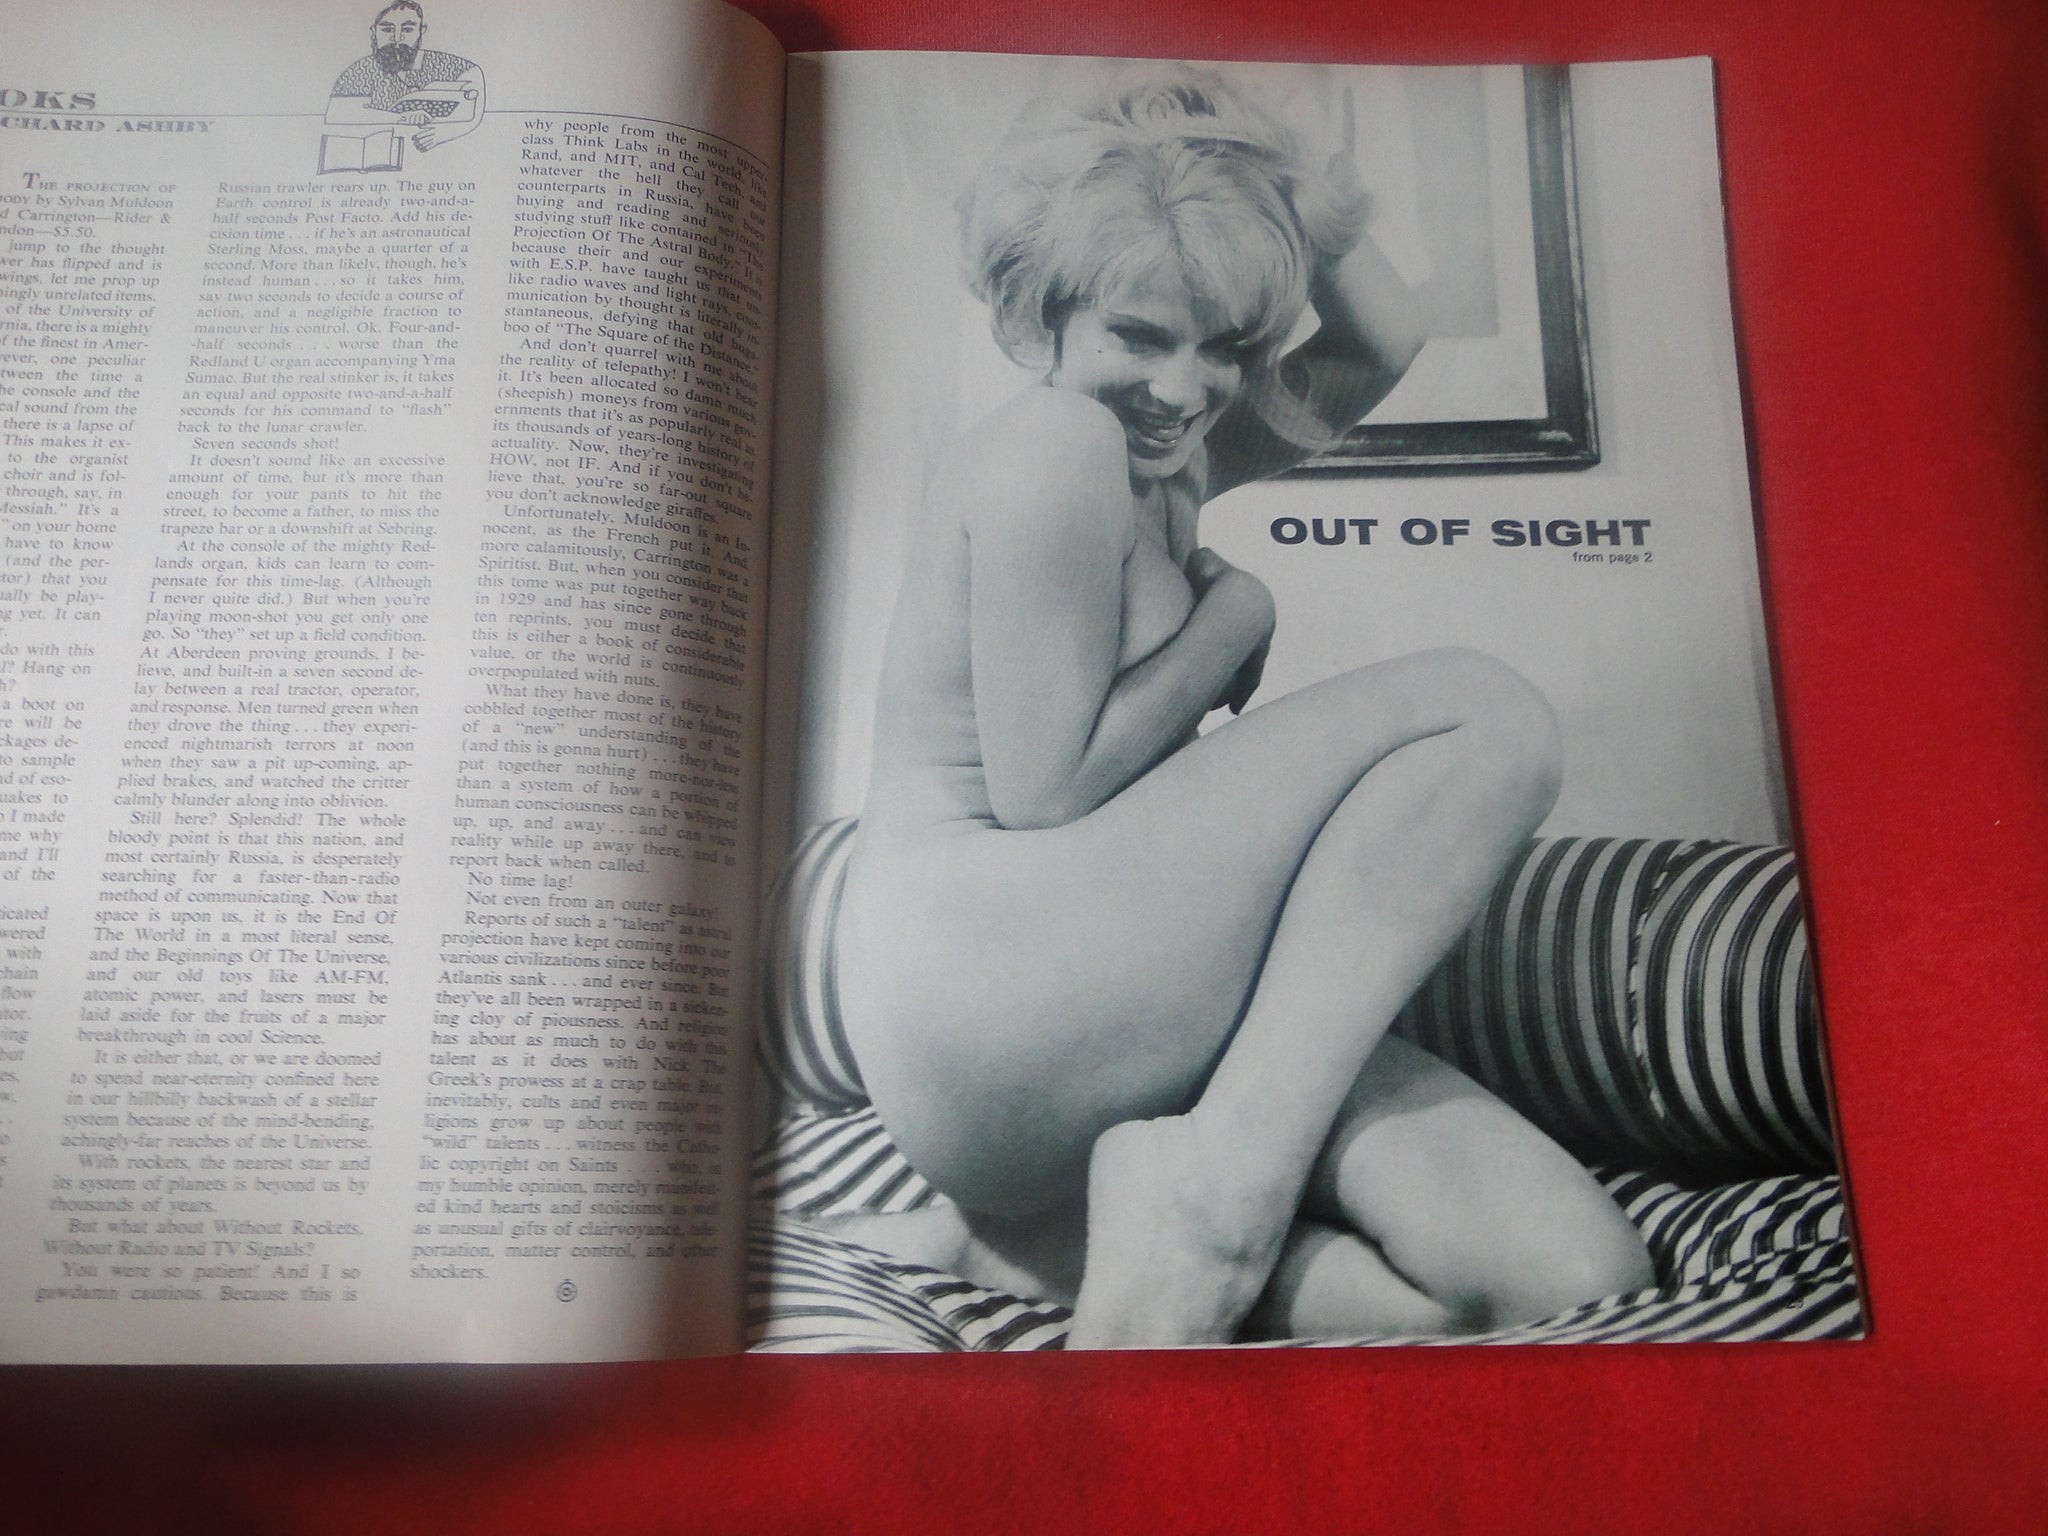 OKS
CHARD ASHBY
THE PROJECTION OF
BODY by Sylvan Muldoon
d Carrington—Rider &
ndon—$5.50.
jump to the thought
wer has flipped and is
wings, let me prop up
ningly unrelated items.
of the University of
rnia, there is a mighty
f the finest in Amer-
vever, one peculiar
tween the time a
he console and the
cal sound from the
there is a lapse of
This makes it ex-
to the organist
choir and is fol-
through, say, in
Messiah." It's a
" on your home
have to know
(and the per-
tor) that you
ually be play-
ng yet. It can
r.
do with this
l? Hang on
h?
a boot on
re will be
ckages de-
to sample
nd of eso-
uakes to
o I made
me why
and I'll
of the
icated
wered
with
chain
flow
tor.
ving
but
es,
w,
Russian trawler rears up. The guy on
Earth control is already two-and-a-
half seconds Post Facto. Add his de-
cision time . . . if he's an astronautical
Sterling Moss, maybe a quarter of a
second. More than likely, though, he's
instead human . . . so it takes him,
say two seconds to decide a course of
action, and a negligible fraction to
maneuver his control. Ok. Four-and-
-half seconds . . . worse than the
Redland U organ accompanying Yma
Sumac. But the real stinker is, it takes
an equal and opposite two-and-a-half
seconds for his command to "flash"
back to the lunar crawler.
Seven seconds shot!
It doesn't sound like an excessive
amount of time, but it's more than
enough for your pants to hit the
street, to become a father, to miss the
trapeze bar or a downshift at Sebring.
At the console of the mighty Red-
lands organ, kids can learn to com-
pensate for this time-lag. (Although
I never quite did.) But when you're
playing moon-shot you get only one
go. So "they" set up a field condition.
At Aberdeen proving grounds, I be-
lieve, and built-in a seven second de-
lay between a real tractor, operator,
and response. Men turned green when
they drove the thing . . . they experi-
enced nightmarish terrors at noon
when they saw a pit up-coming, ap-
plied brakes, and watched the critter
calmly blunder along into oblivion.
Still here? Splendid! The whole
bloody point is that this nation, and
most certainly Russia, is desperately
searching for a faster-than-radio
method of communicating. Now that
space is upon us, it is the End Of
The World in a most literal sense,
and the Beginnings Of The Universe,
and our old toys like AM-FM,
atomic power, and lasers must be
laid aside for the fruits of a major
breakthrough in cool Science.
It is either that, or we are doomed
to spend near-eternity confined here
in our hillbilly backwash of a stellar
system because of the mind-bending,
achingly-far reaches of the Universe.
With rockets, the nearest star and
its system of planets is beyond us by
thousands of years.
But what about Without Rockets,
Without Radio and TV Signals?
You were so patient! And I so
gawdamn cautious. Because this is
why people from the most upper-
class Think Labs in the world, like
Rand, and MIT, and Cal Tech, and
whatever the hell they call our
counterparts in Russia, have been
buying and reading and seriously
studying stuff like contained in "The
Projection Of The Astral Body." It is
because their and our experiments
with E.S.P. have taught us that un-
like radio waves and light rays, com-
munication by thought is literally in-
stantaneous, defying that old buga-
boo of "The Square of the Distance."
And don't quarrel with me about
the reality of telepathy! I won't hear
it. It's been allocated so damn much
(sheepish) moneys from various gov-
ernments that it's as popularly real as
its thousands of years-long history of
actuality. Now, they're investigating
HOW, not IF. And if you don't be-
lieve that, you're so far-out square
you don't acknowledge giraffes.
Unfortunately, Muldoon is an In-
nocent, as the French put it. And
more calamitously, Carrington was a
Spiritist. But, when you consider that
this tome was put together way back
in 1929 and has since gone through
ten reprints, you must decide that
this is either a book of considerable
value, or the world is continuously
overpopulated with nuts.
What they have done is, they have
cobbled together most of the history
of a "new" understanding of the
(and this is gonna hurt) . . . they have
put together nothing more-nor-less
than a system of how a portion of
human consciousness can be whipped
up, up, and away . . . and can view
reality while up away there, and to
report back when called.
No time lag!
Not even from an outer galaxy!
Reports of such a "talent" as astral
projection have kept coming into our
various civilizations since before poor
Atlantis sank . . . and ever since. But
they've all been wrapped in a sicken-
ing cloy of piousness. And religion
has about as much to do with this
talent as it does with Nick The
Greek's prowess at a crap table. But,
inevitably, cults and even major re-
ligions grow up about people with
"wild" talents . . . witness the Catho-
lic copyright on Saints . . . who, in
my humble opinion, merely manifest-
ed kind hearts and stoicisms as well
as unusual gifts of clairvoyance, tele-
portation, matter control, and other
shockers.
OUT OF SIGHT
from page 2